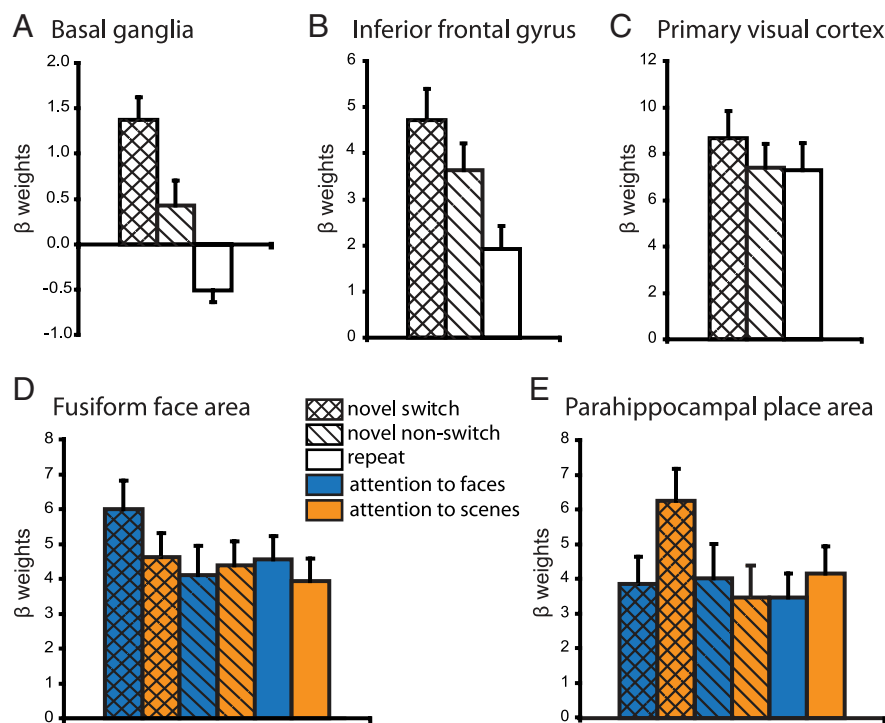 A Basal ganglia
2.0
1.5
1.0
0.5
0.0
-0.5
-1.0
β weights
B Inferior frontal gyrus
6
5
4
3
2
1
0
β weights
C Primary visual cortex
12
10
8
6
4
2
0
β weights
D Fusiform face area
8
7
6
5
4
3
2
1
0
β weights
novel switch
novel non-switch
repeat
attention to faces
attention to scenes
E Parahippocampal place area
8
7
6
5
4
3
2
1
0
β weights